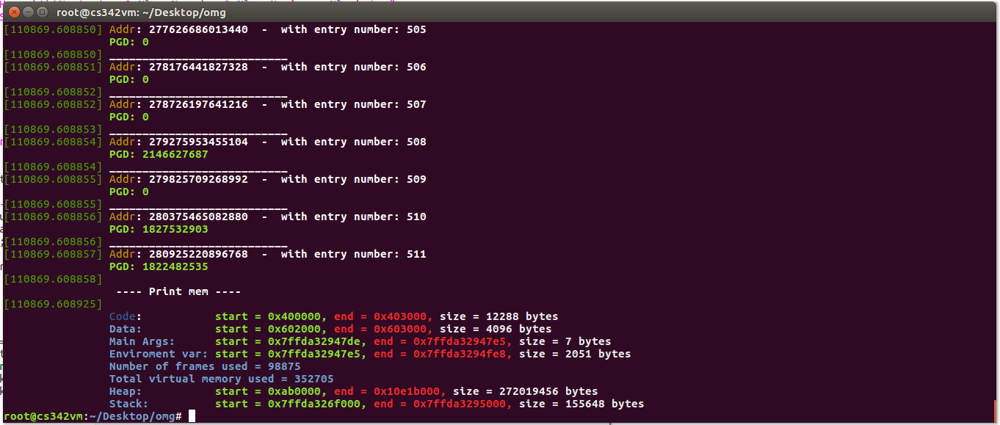 root@cs342vm: ~/Desktop/omg
[110869.608850] Addr: 277626686013440  -  with entry number: 505
PGD: 0
[110869.608850] ___________________________
[110869.608851] Addr: 278176441827328  -  with entry number: 506
PGD: 0
[110869.608852] ___________________________
[110869.608852] Addr: 278726197641216  -  with entry number: 507
PGD: 0
[110869.608853] ___________________________
[110869.608854] Addr: 279275953455104  -  with entry number: 508
PGD: 2146627687
[110869.608854] ___________________________
[110869.608855] Addr: 279825709268992  -  with entry number: 509
PGD: 0
[110869.608855] ___________________________
[110869.608856] Addr: 280375465082880  -  with entry number: 510
PGD: 1827532903
[110869.608856] ___________________________
[110869.608857] Addr: 280925220896768  -  with entry number: 511
PGD: 1822482535
[110869.608858]
---- Print mem ----
[110869.608925]
Code: start = 0x400000, end = 0x403000, size = 12288 bytes
Data: start = 0x602000, end = 0x603000, size = 4096 bytes
Main Args: start = 0x7ffda32947de, end = 0x7ffda32947e5, size = 7 bytes
Enviroment var: start = 0x7ffda32947e5, end = 0x7ffda3294fe8, size = 2051 bytes
Number of frames used = 98875
Total virtual memory used = 352705
Heap: start = 0xab0000, end = 0x10e1b000, size = 272019456 bytes
Stack: start = 0x7ffda326f000, end = 0x7ffda3295000, size = 155648 bytes
root@cs342vm:~/Desktop/omg#